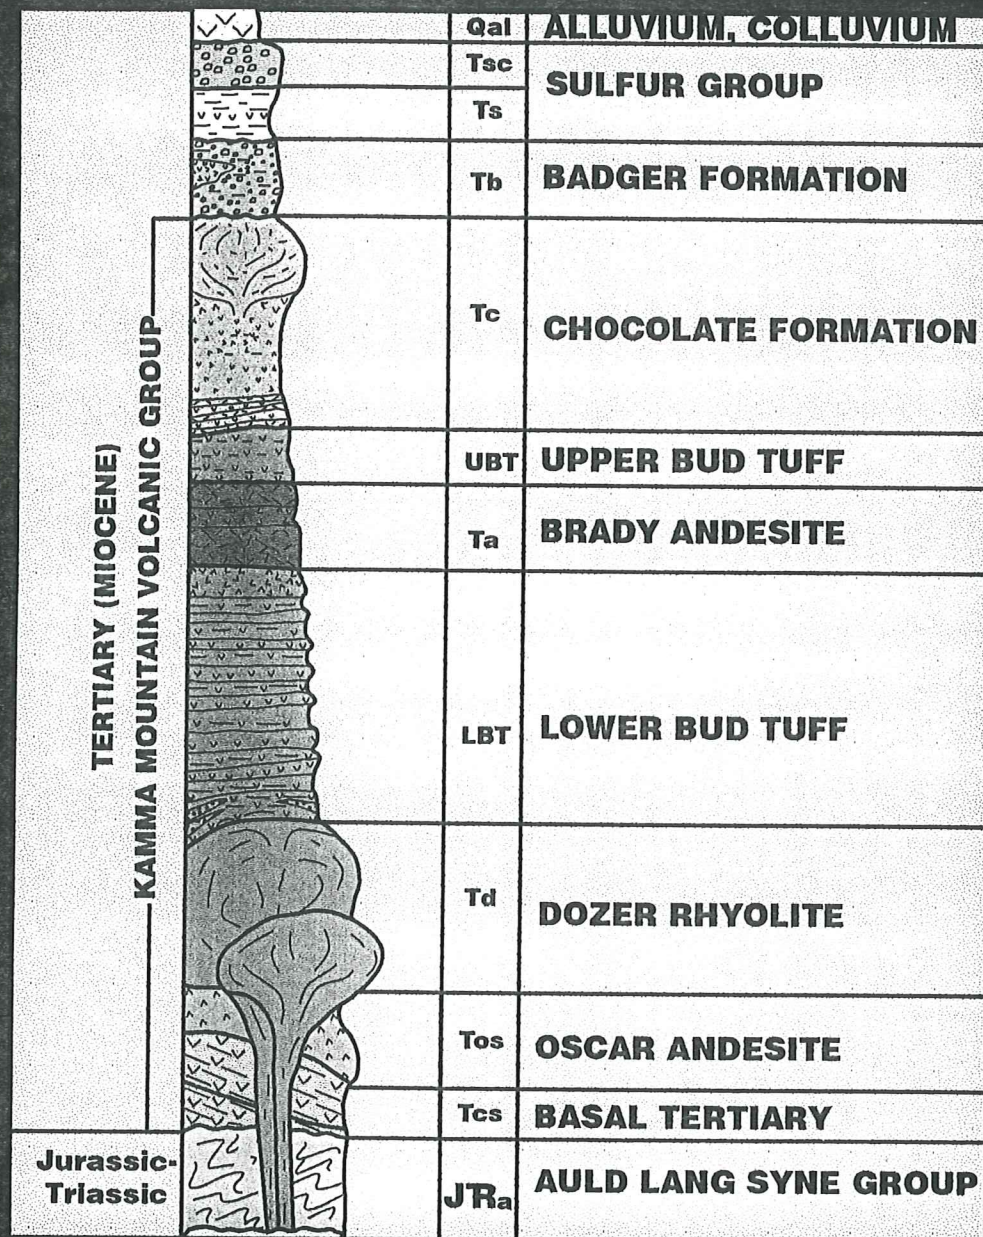 Qal ALLUVIUM, COLLUVIUM
Tsc
SULFUR GROUP
Ts
Tb BADGER FORMATION
Tc CHOCOLATE FORMATION
UBT UPPER BUD TUFF
Ta BRADY ANDESITE
LBT LOWER BUD TUFF
Td DOZER RHYOLITE
Tos OSCAR ANDESITE
Tcs BASAL TERTIARY
JTRa AULD LANG SYNE GROUP
TERTIARY (MIOCENE)
KAMMA MOUNTAIN VOLCANIC GROUP
Jurassic-
Triassic